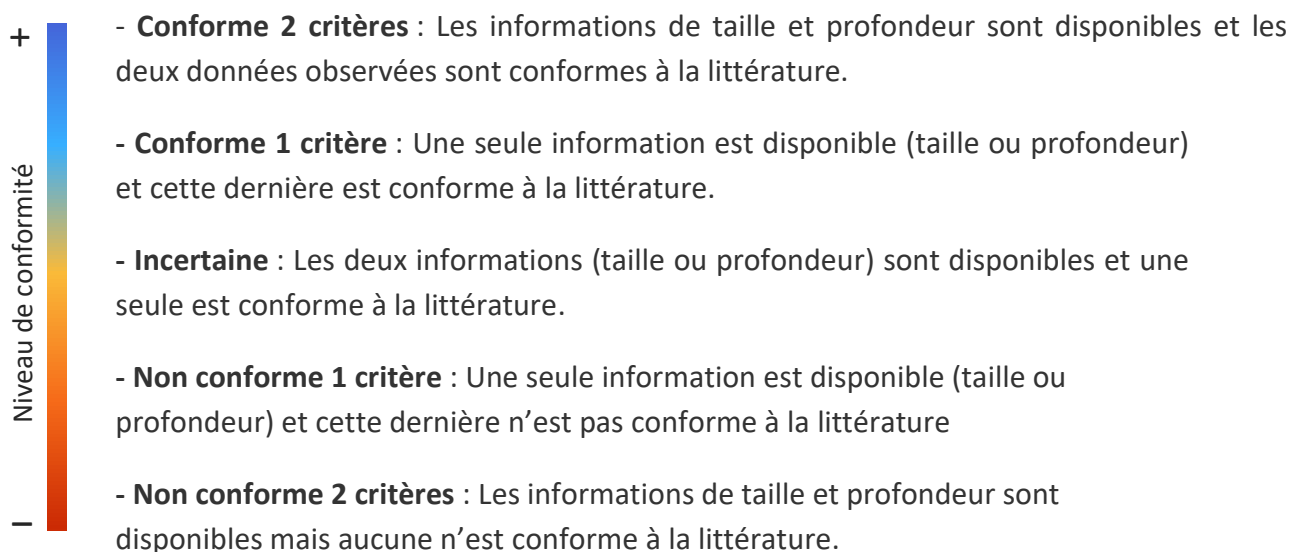 +
Niveau de conformité
–
- Conforme 2 critères : Les informations de taille et profondeur sont disponibles et les
deux données observées sont conformes à la littérature.
- Conforme 1 critère : Une seule information est disponible (taille ou profondeur)
et cette dernière est conforme à la littérature.
- Incertaine : Les deux informations (taille ou profondeur) sont disponibles et une
seule est conforme à la littérature.
- Non conforme 1 critère : Une seule information est disponible (taille ou
profondeur) et cette dernière n’est pas conforme à la littérature
- Non conforme 2 critères : Les informations de taille et profondeur sont
disponibles mais aucune n’est conforme à la littérature.